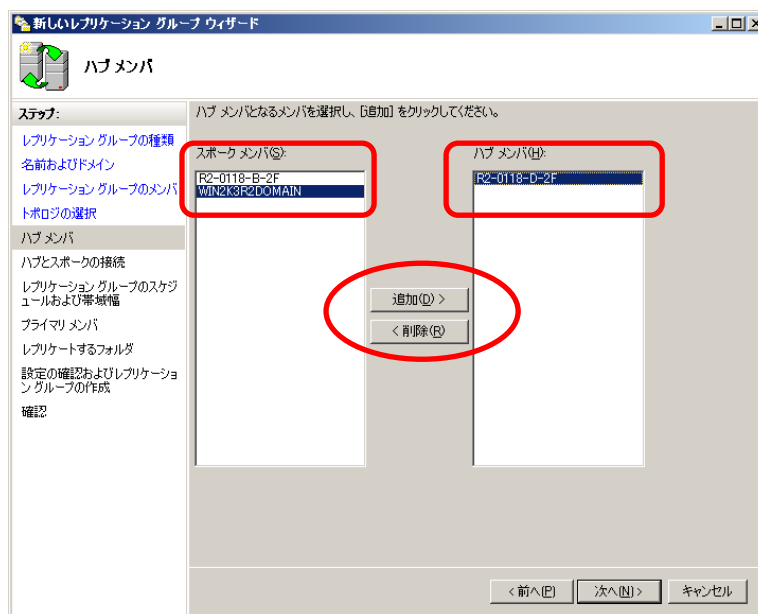 新しいレプリケーション グループ ウィザード
ハブ メンバ
ステップ:
レプリケーション グループの種類
名前およびドメイン
レプリケーション グループのメンバ
トポロジの選択
ハブ メンバ
ハブとスポークの接続
レプリケーション グループのスケジ
ュールおよび帯域幅
プライマリ メンバ
レプリケートするフォルダ
設定の確認およびレプリケーショ
ン グループの作成
確認
ハブ メンバとなるメンバを選択し、[追加] をクリックしてください。
スポーク メンバ(S):
R2-0118-B-2F
WIN2K3R2DOMAIN
追加(D) >
< 削除(R)
ハブ メンバ(H):
R2-0118-D-2F
< 前へ(P)
次へ(N) >
キャンセル